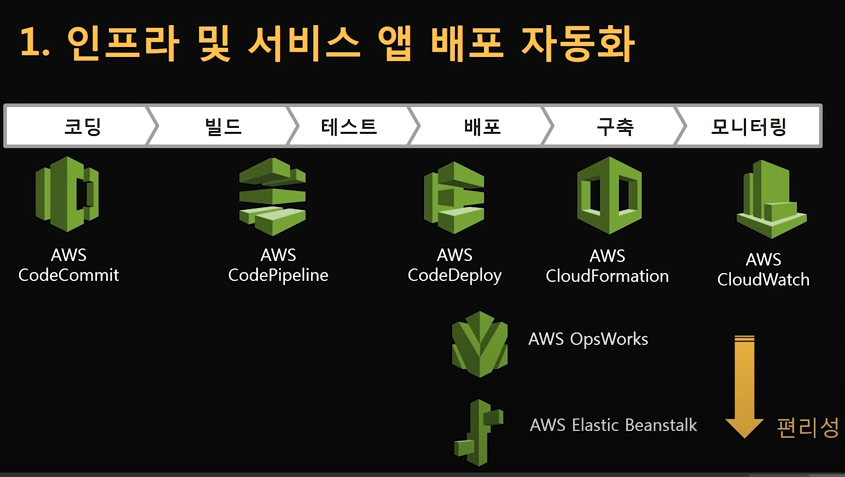 1. 인프라 및 서비스 앱 배포 자동화
코딩 빌드 테스트 배포 구축 모니터링
AWS
CodeCommit
AWS
CodePipeline
AWS
CodeDeploy
AWS
CloudFormation
AWS
CloudWatch
AWS OpsWorks
AWS Elastic Beanstalk
편리성